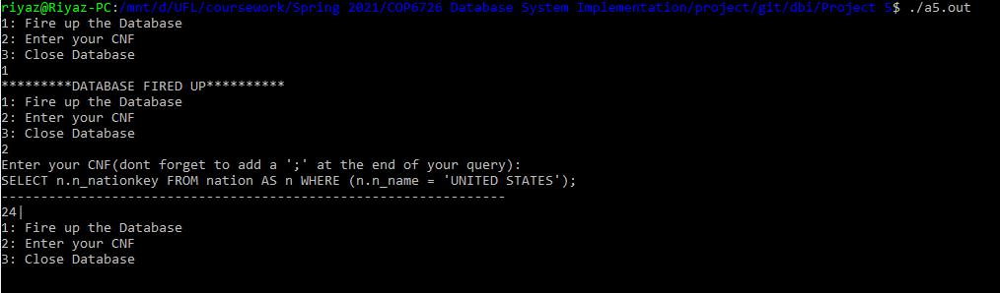 riyaz@Riyaz-PC:/mnt/d/UFL/coursework/Spring 2021/COP6726 Database System Implementation/project/git/dbi/Project 5$ ./a5.out
1: Fire up the Database
2: Enter your CNF
3: Close Database
1
*********DATABASE FIRED UP**********
1: Fire up the Database
2: Enter your CNF
3: Close Database
2
Enter your CNF(dont forget to add a ';' at the end of your query):
SELECT n.n_nationkey FROM nation AS n WHERE (n.n_name = 'UNITED STATES');
----------------------------------------------------------------
24|
1: Fire up the Database
2: Enter your CNF
3: Close Database